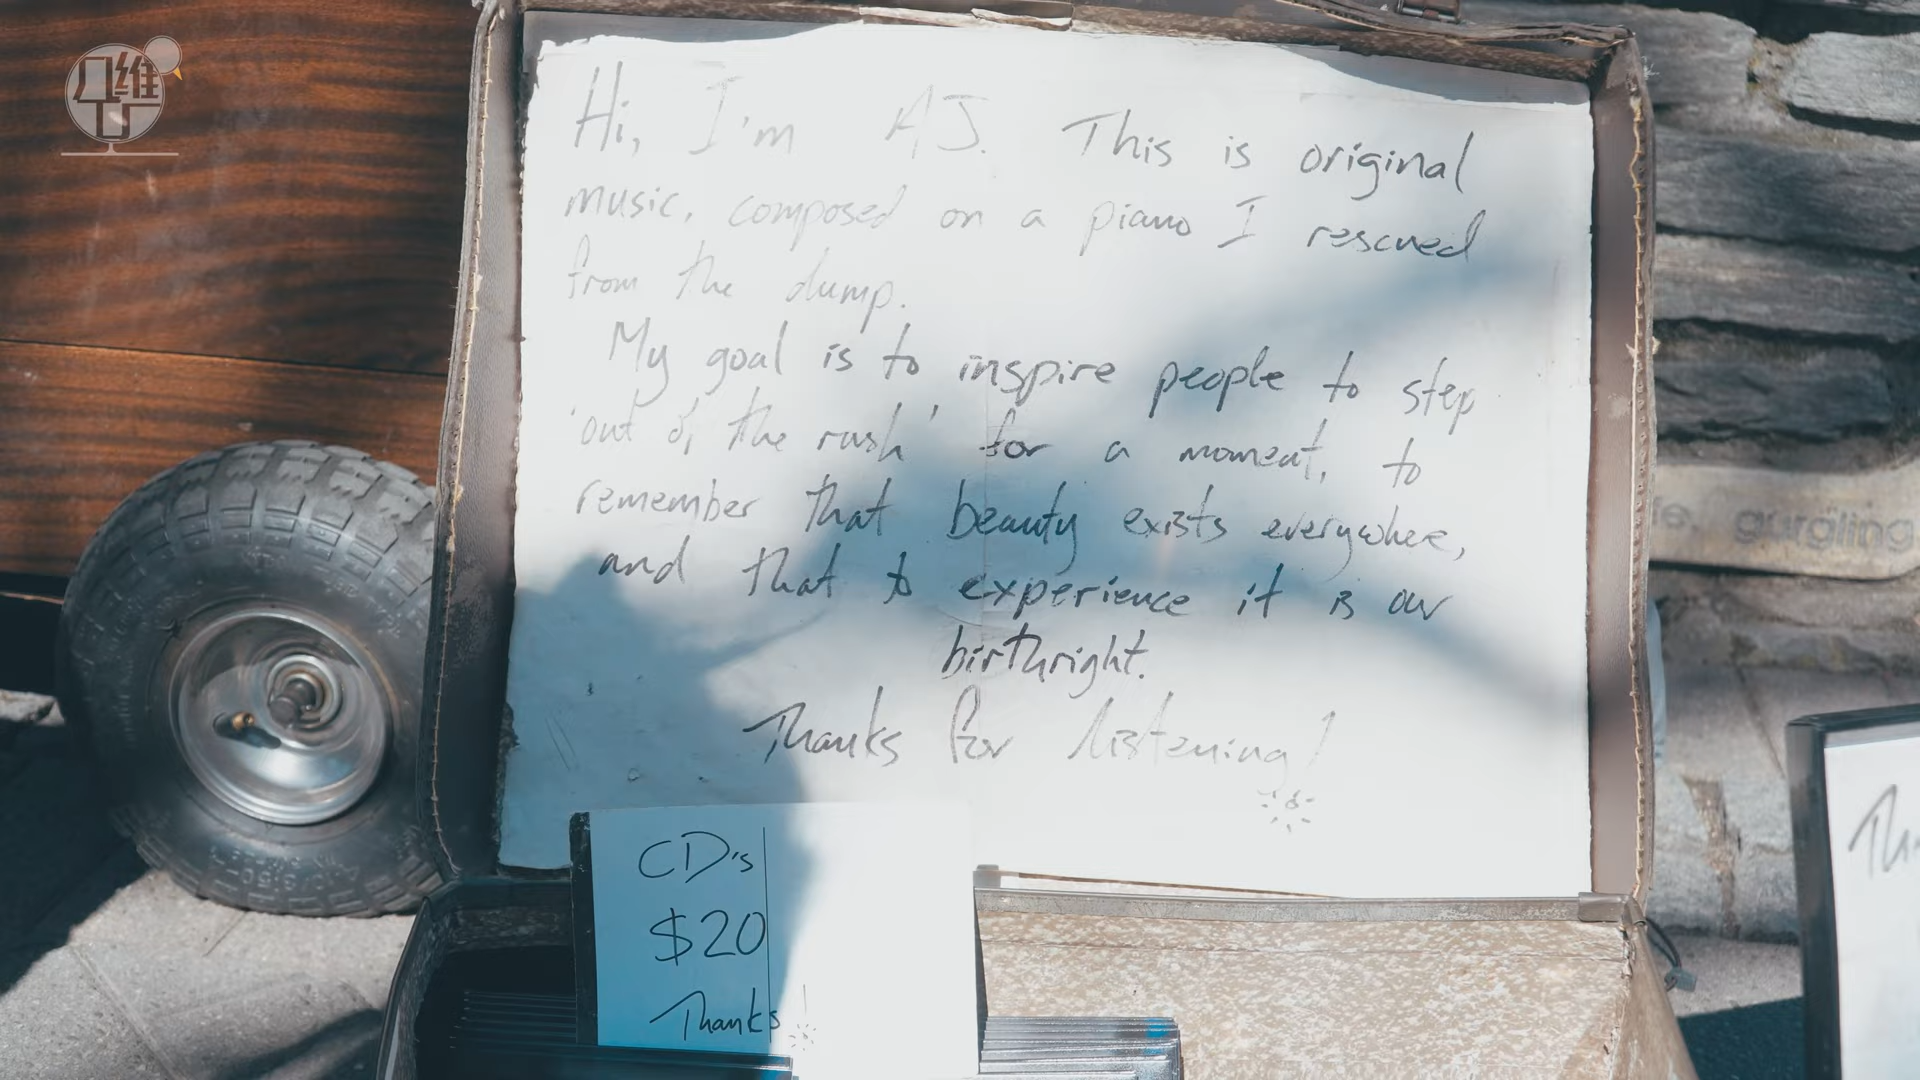 Hi, I'm AJ. This is original
music, composed on a piano I rescued
from the dump.
My goal is to inspire people to step
'out of the rush' for a moment, to
remember that beauty exists everywhere,
and that to experience it is our
birthright.
Thanks for listening!
CD's
$20
Thanks!
gurgling